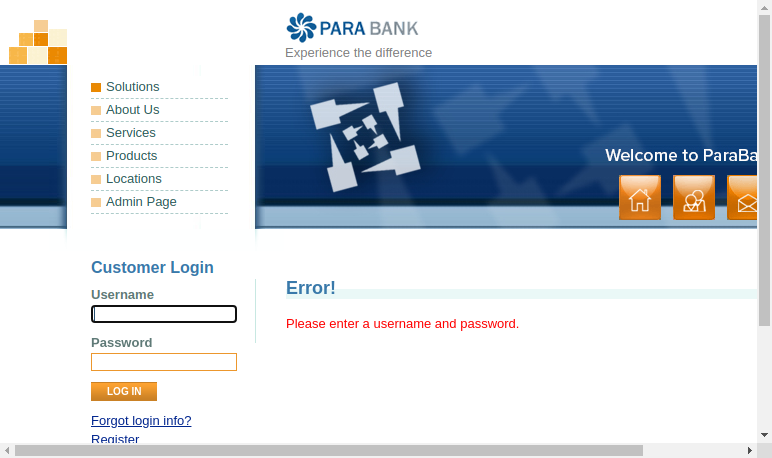 PARA BANK
Experience the difference
Solutions
About Us
Services
Products
Locations
Admin Page
Welcome to ParaBa
Customer Login
Username
Password
LOG IN
Forgot login info?
Register
Error!
Please enter a username and password.